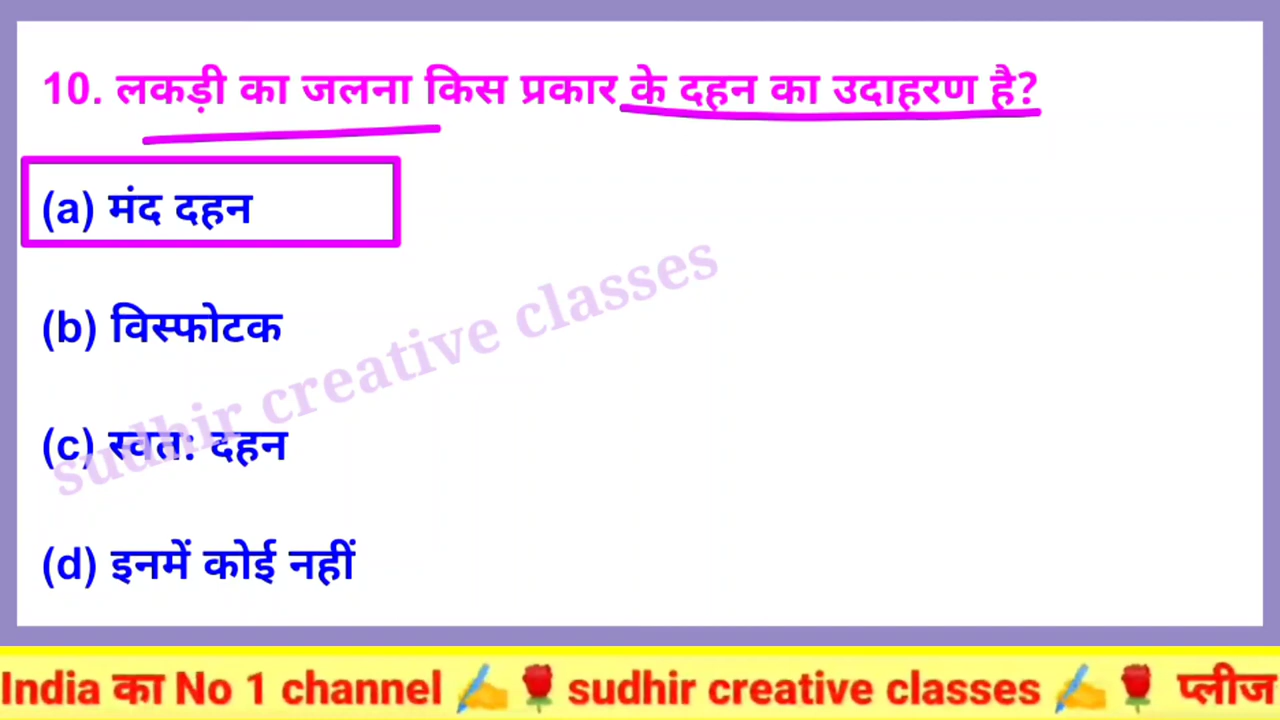 10. लकड़ी का जलना किस प्रकार के दहन का उदाहरण है?
(a) मंद दहन
(b) विस्फोटक
(c) स्वतः दहन
(d) इनमें कोई नहीं
sudhir creative classes
India का No 1 channel ✍️🌹 sudhir creative classes ✍️🌹 प्लीज